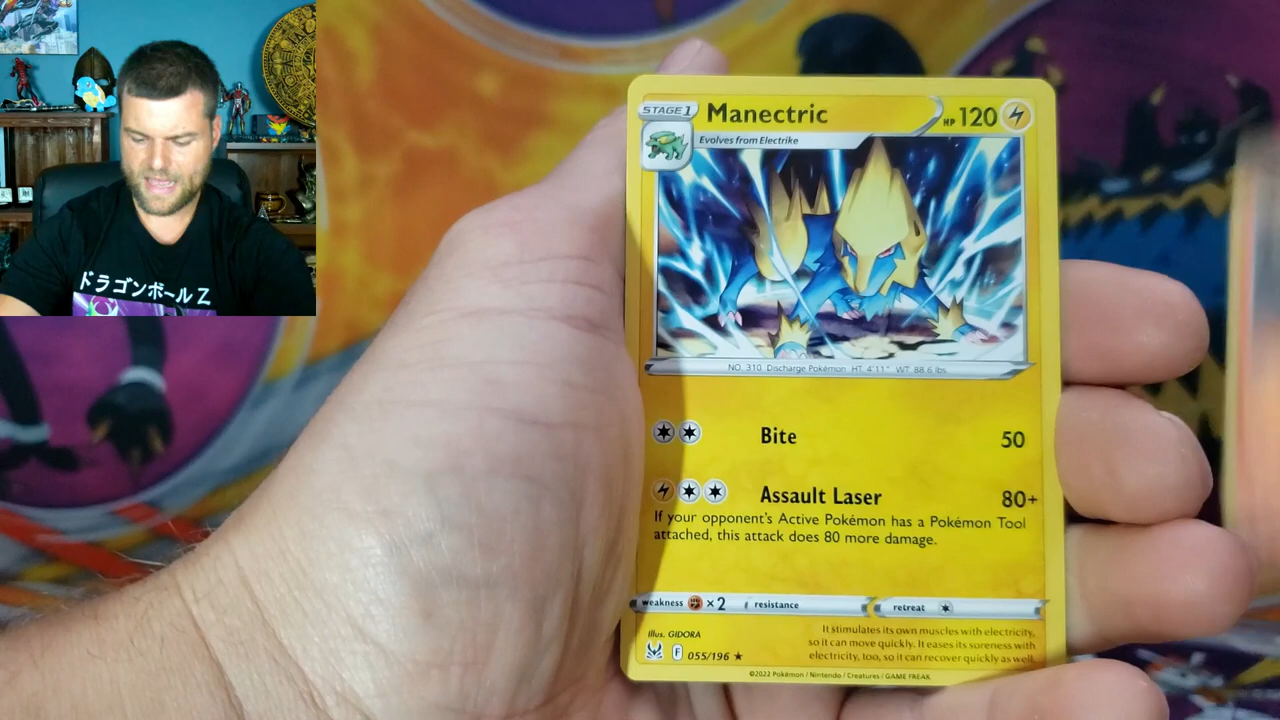 ドラゴンボールZ
STAGE 1
Manectric
HP 120
Evolves from Electrike
NO. 310 Discharge Pokémon HT. 4'11" WT. 88.6 lbs.
Bite 50
Assault Laser 80+
If your opponent's Active Pokémon has a Pokémon Tool
attached, this attack does 80 more damage.
weakness ×2 resistance retreat
Illus. GIDORA
It stimulates its own muscles with electricity,
so it can move quickly. It eases its soreness with
electricity, too, so it can recover quickly as well.
F 055/196 ★
©2022 Pokémon / Nintendo / Creatures / GAME FREAK